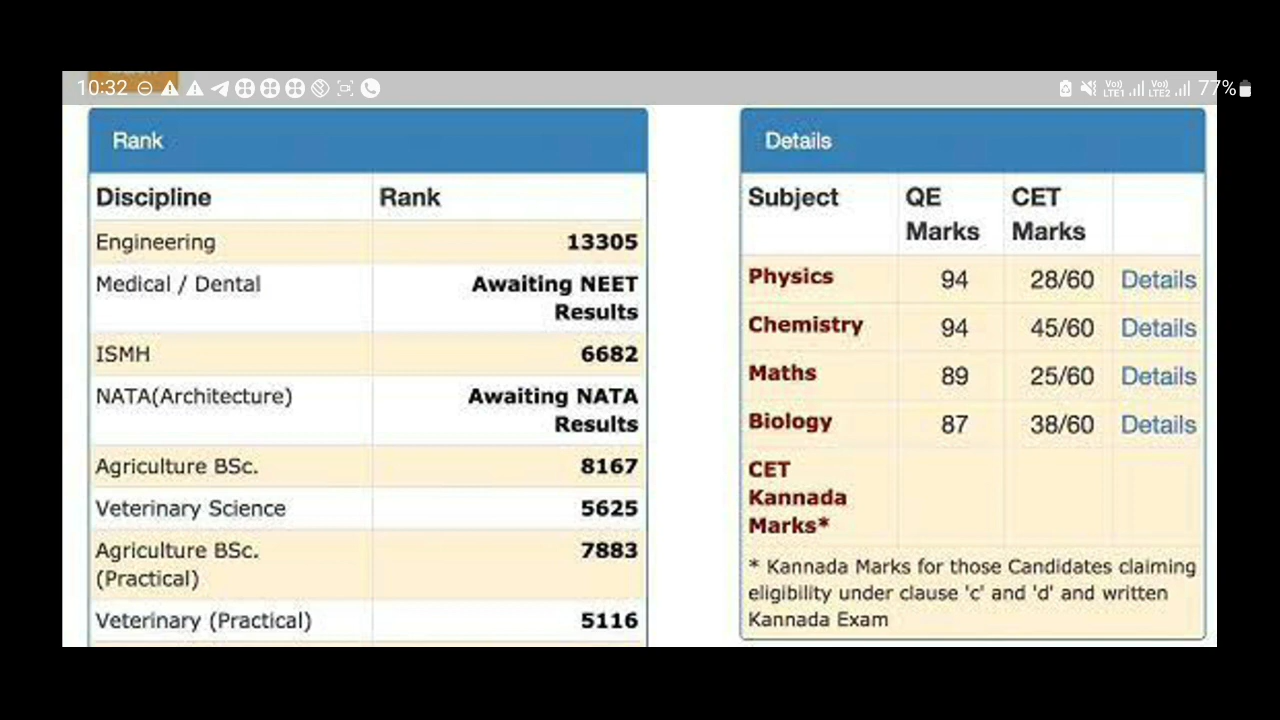 10:32 77%
Rank
Discipline Rank
Engineering 13305
Medical / Dental Awaiting NEET
Results
ISMH 6682
NATA(Architecture) Awaiting NATA
Results
Agriculture BSc. 8167
Veterinary Science 5625
Agriculture BSc. 7883
(Practical)
Veterinary (Practical) 5116
Details
Subject QE CET
Marks Marks
Physics 94 28/60 Details
Chemistry 94 45/60 Details
Maths 89 25/60 Details
Biology 87 38/60 Details
CET
Kannada
Marks*
* Kannada Marks for those Candidates claiming
eligibility under clause 'c' and 'd' and written
Kannada Exam